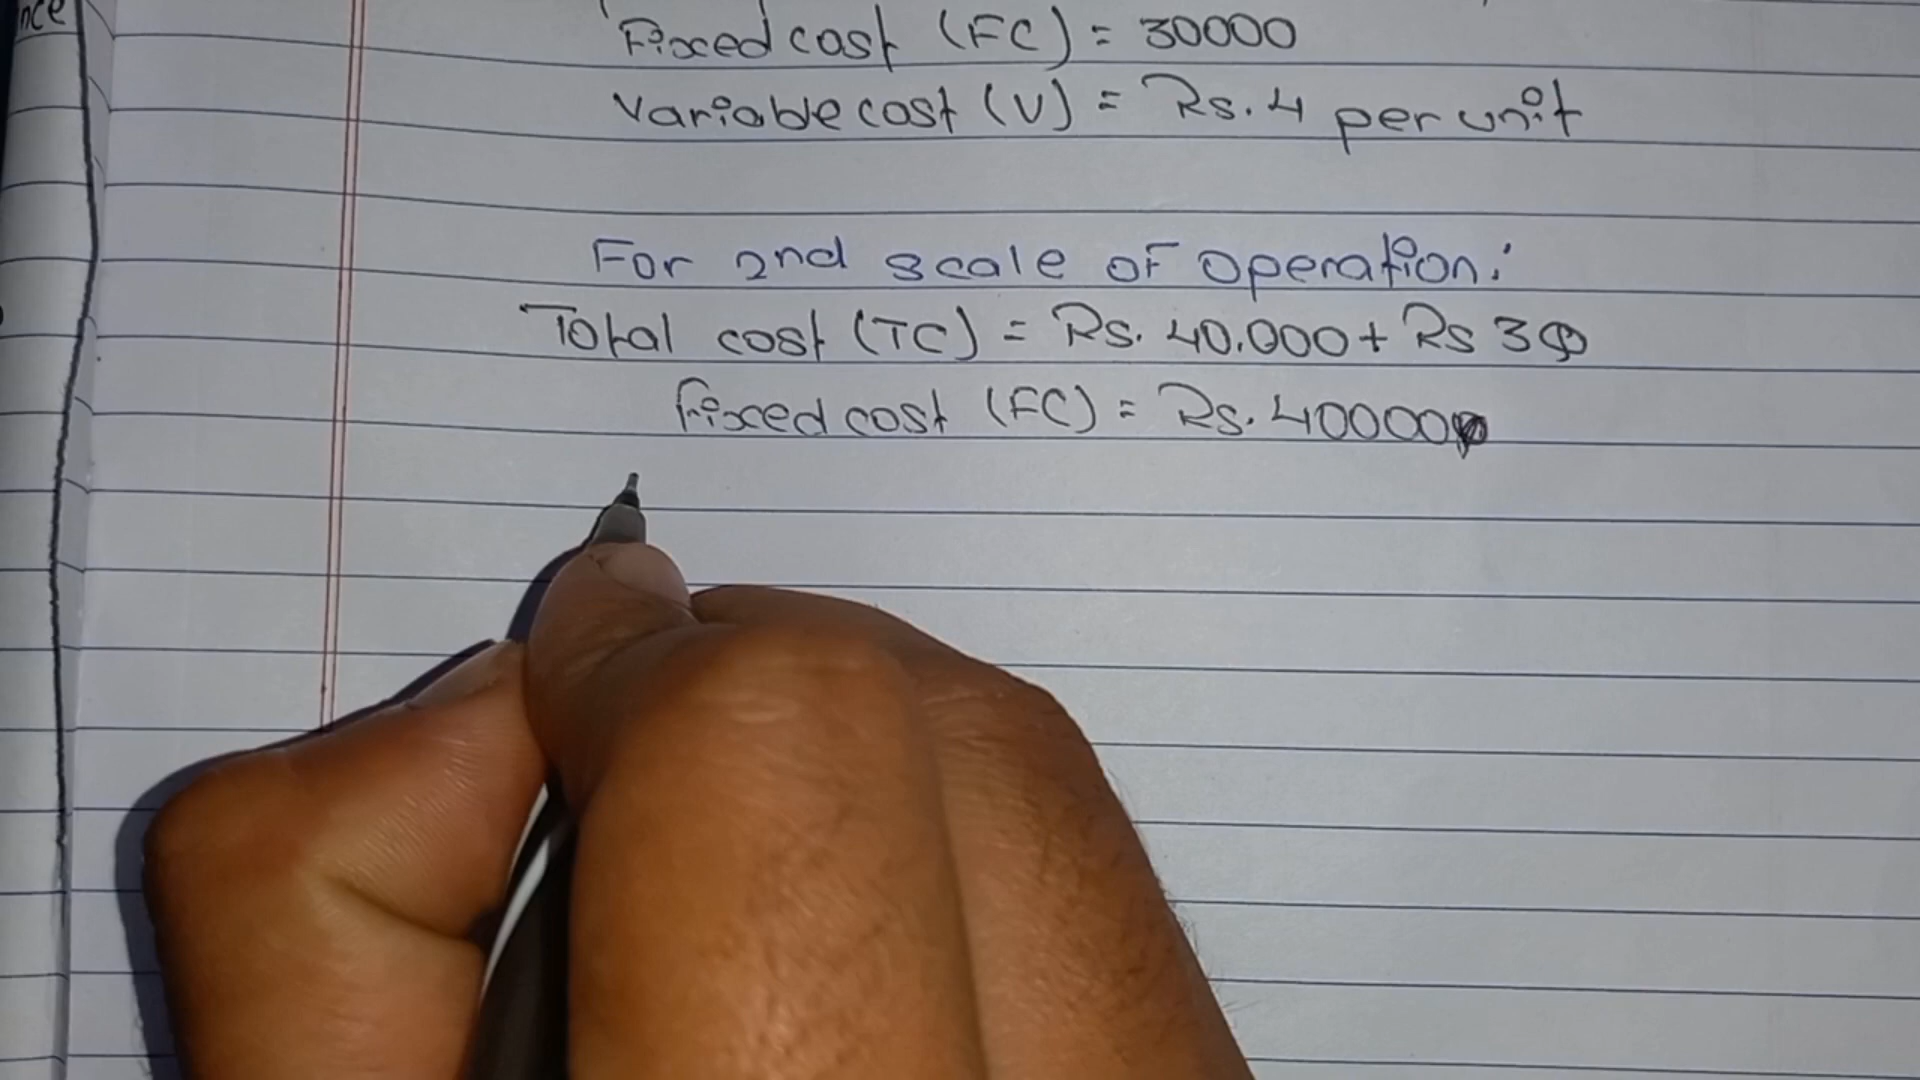 Fixed cost (FC) = 30000
Variable cost (V) = Rs. 4 per unit
For 2nd scale of operation:
Total cost (TC) = Rs. 40.000 + Rs 3Q
Fixed cost (FC) = Rs. 40000